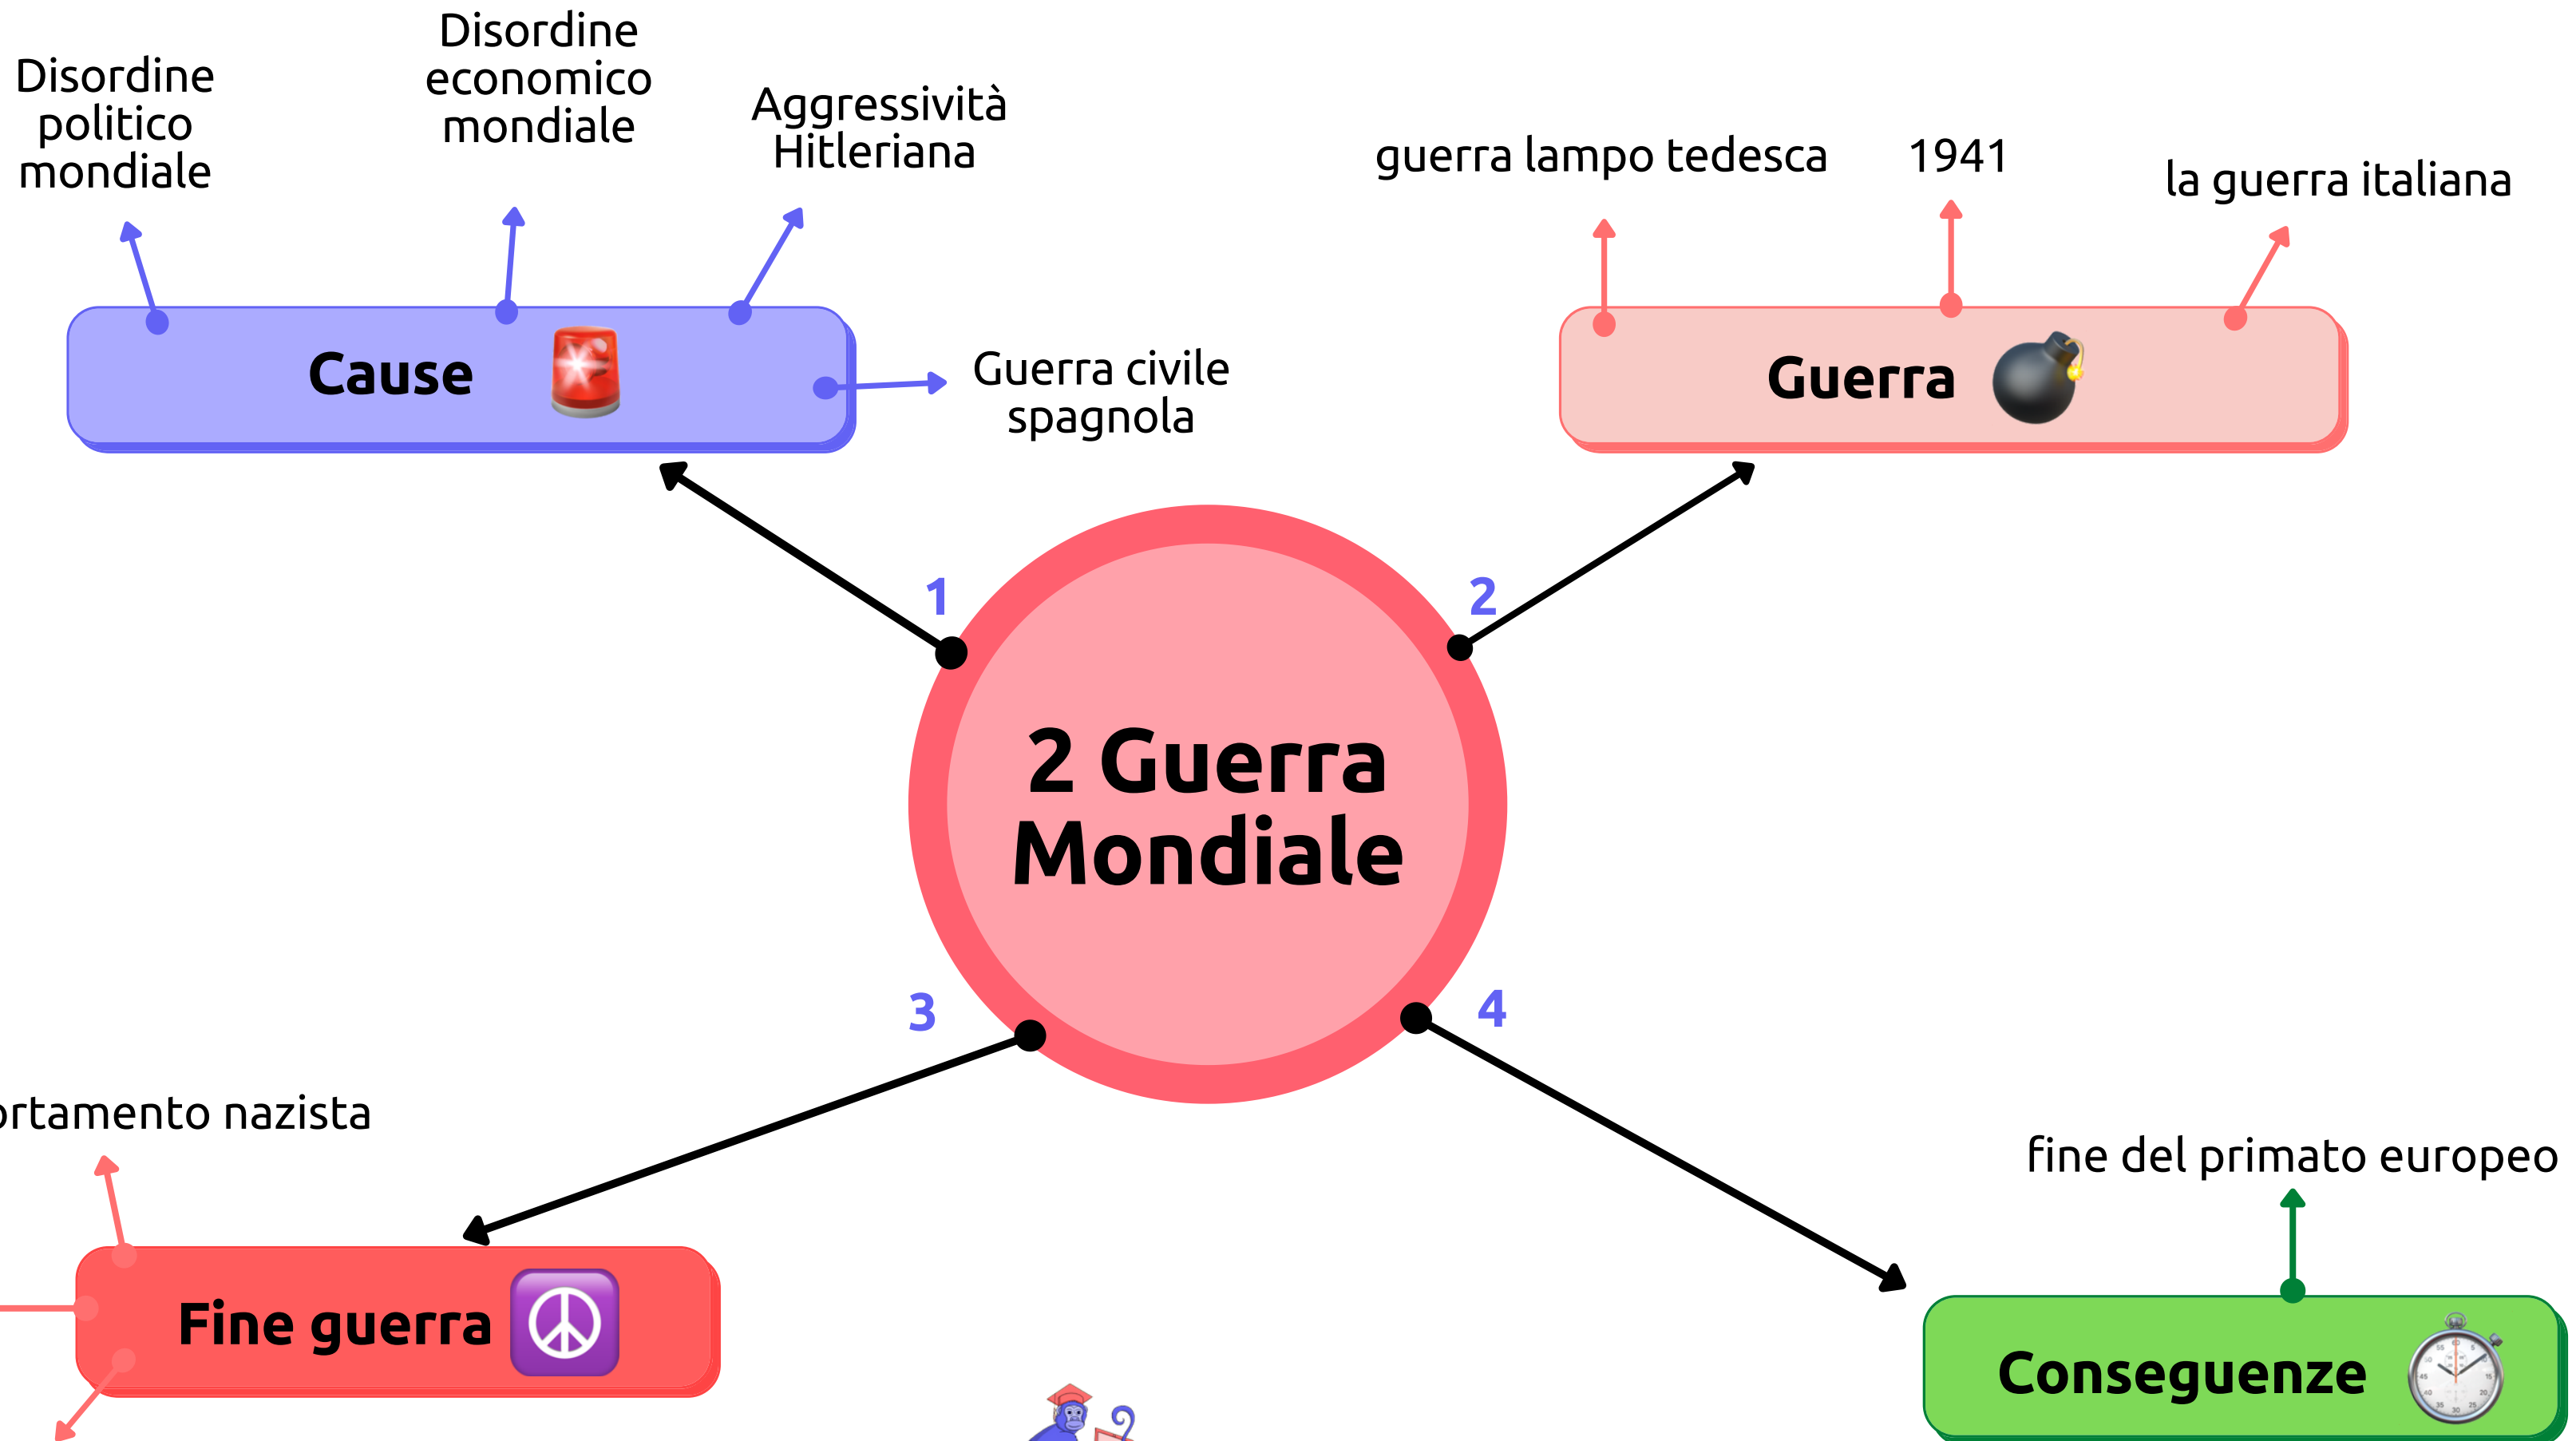 Disordine
politico
mondiale
Disordine
economico
mondiale
Aggressività
Hitleriana
Guerra civile
spagnola
Cause
guerra lampo tedesca
1941
la guerra italiana
Guerra
1
2
2 Guerra
Mondiale
3
4
ortamento nazista
Fine guerra
fine del primato europeo
Conseguenze